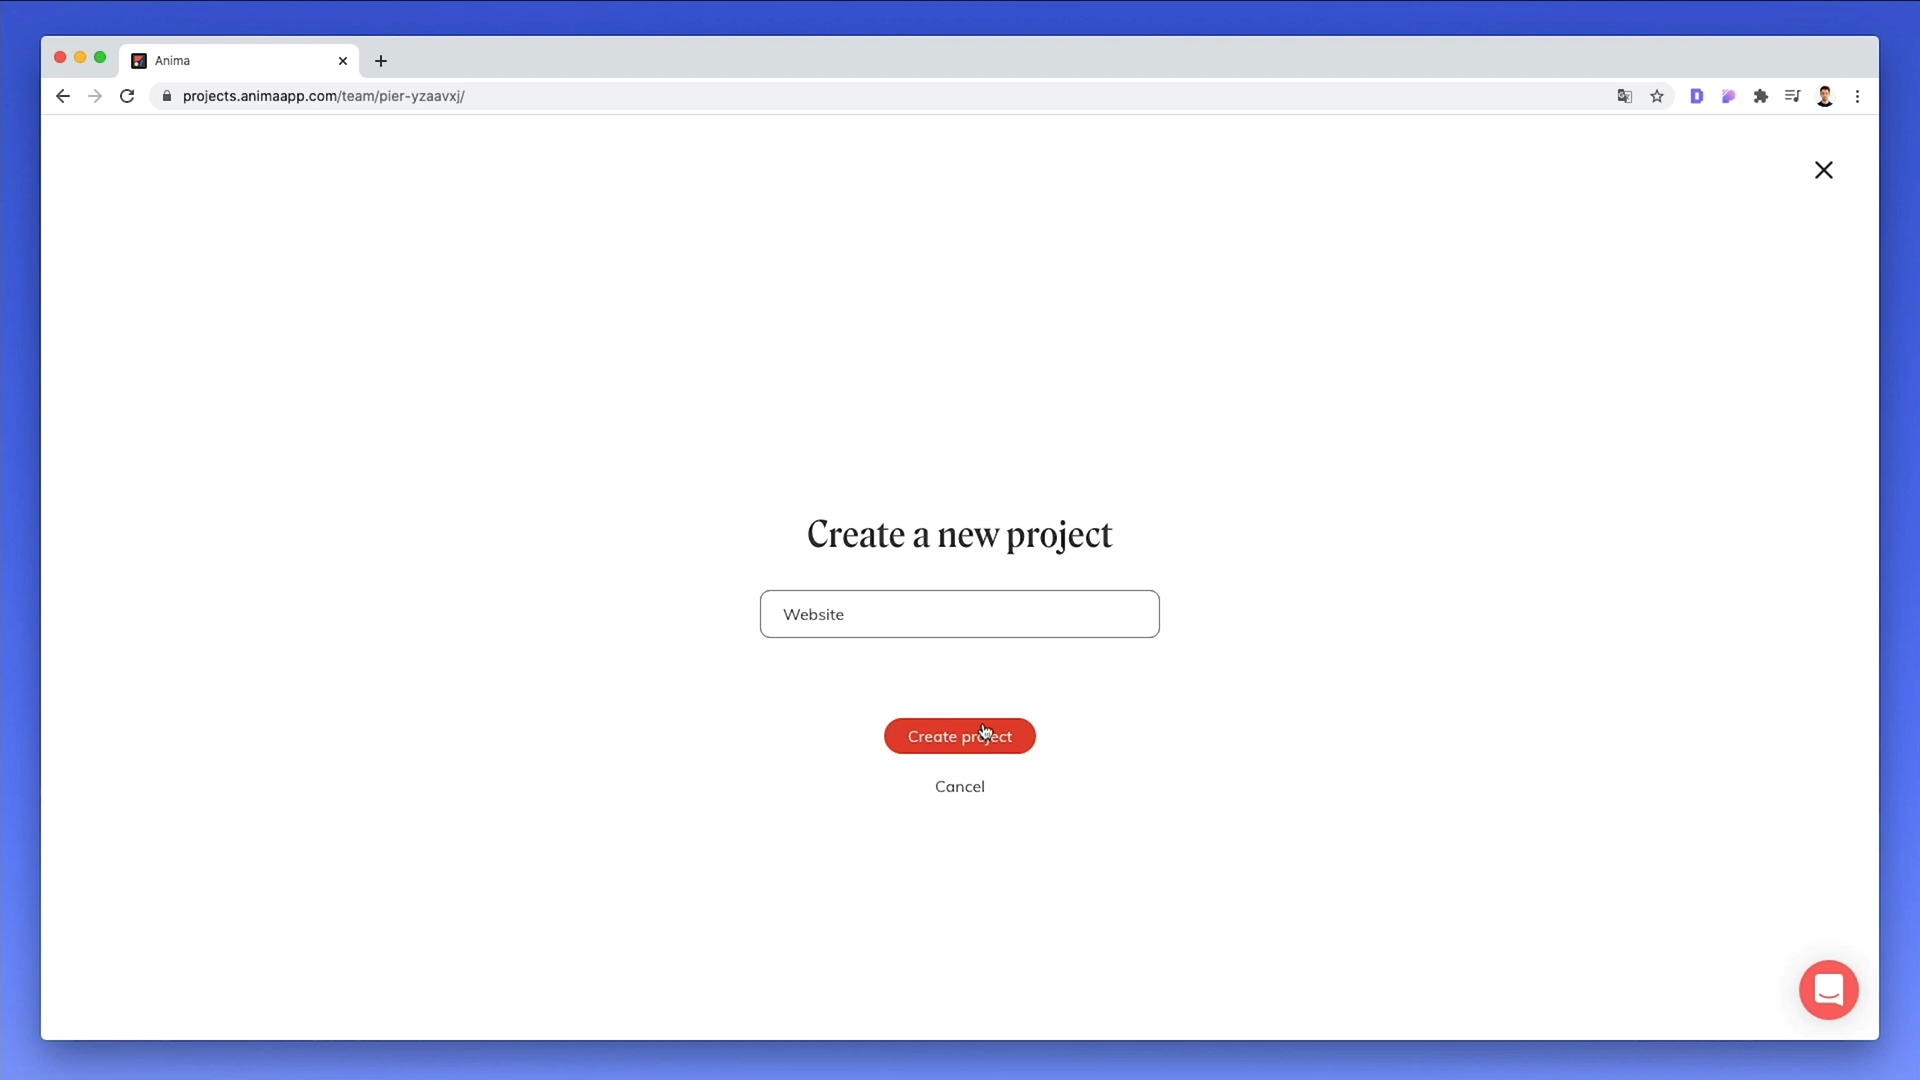 Anima
projects.animaapp.com/team/pier-yzaavxj/
Create a new project
Website
Create project
Cancel